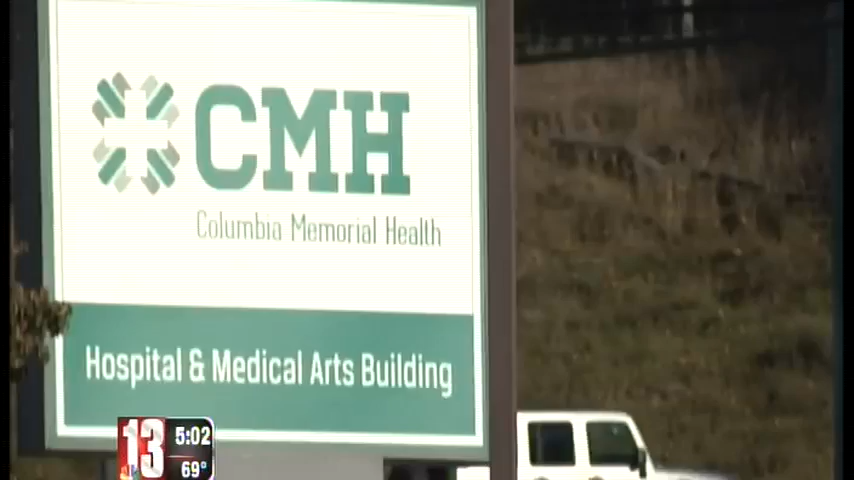 CMH
Columbia Memorial Health
Hospital & Medical Arts Building
13 5:02
69°